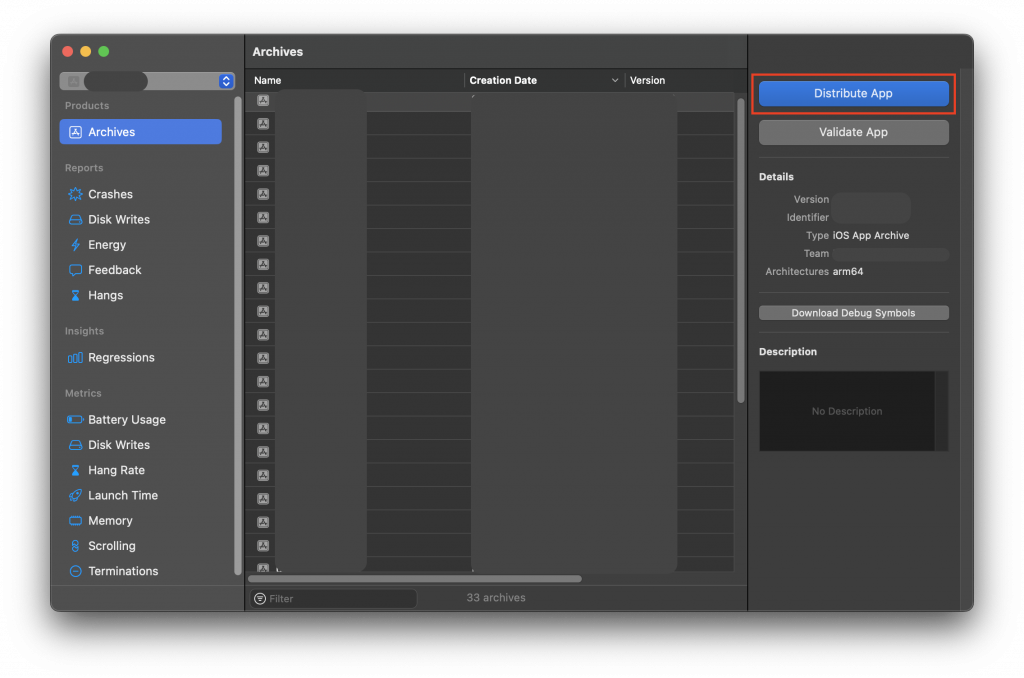 Archives
Name Creation Date Version
Products
Archives
Reports
Crashes
Disk Writes
Energy
Feedback
Hangs
Insights
Regressions
Metrics
Battery Usage
Disk Writes
Hang Rate
Launch Time
Memory
Scrolling
Terminations
Filter
33 archives
Distribute App
Validate App
Details
Version
Identifier
Type iOS App Archive
Team
Architectures arm64
Download Debug Symbols
Description
No Description